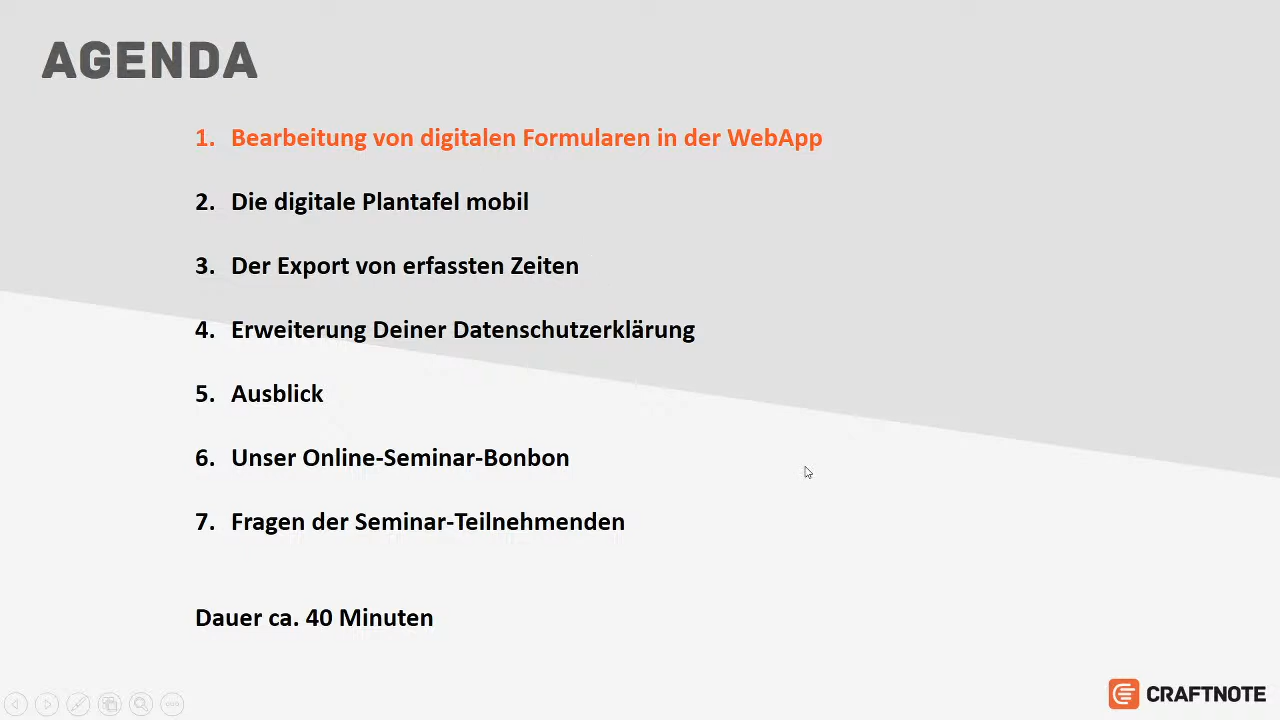 AGENDA
1. Bearbeitung von digitalen Formularen in der WebApp
2. Die digitale Plantafel mobil
3. Der Export von erfassten Zeiten
4. Erweiterung Deiner Datenschutzerklärung
5. Ausblick
6. Unser Online-Seminar-Bonbon
7. Fragen der Seminar-Teilnehmenden
Dauer ca. 40 Minuten
CRAFTNOTE